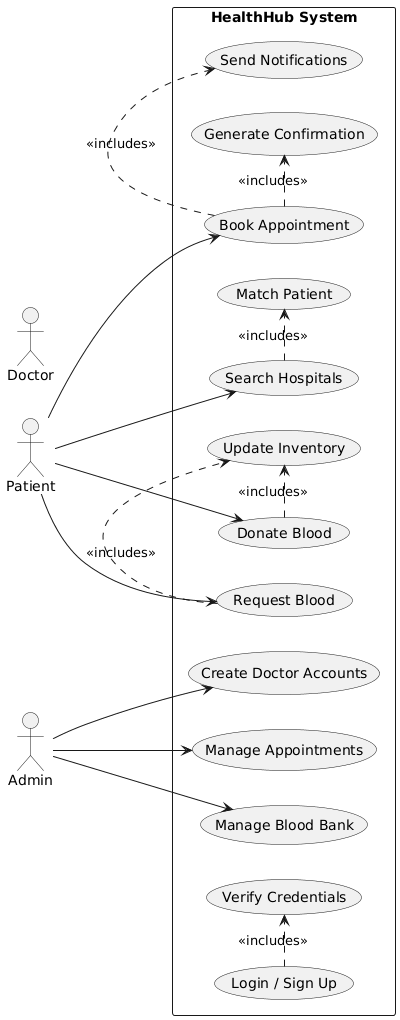 HealthHub System
Send Notifications
«includes»
Generate Confirmation
«includes»
Book Appointment
Match Patient
«includes»
Doctor
Search Hospitals
Patient
Update Inventory
«includes»
Donate Blood
«includes»
Request Blood
Create Doctor Accounts
Admin
Manage Appointments
Manage Blood Bank
Verify Credentials
«includes»
Login / Sign Up